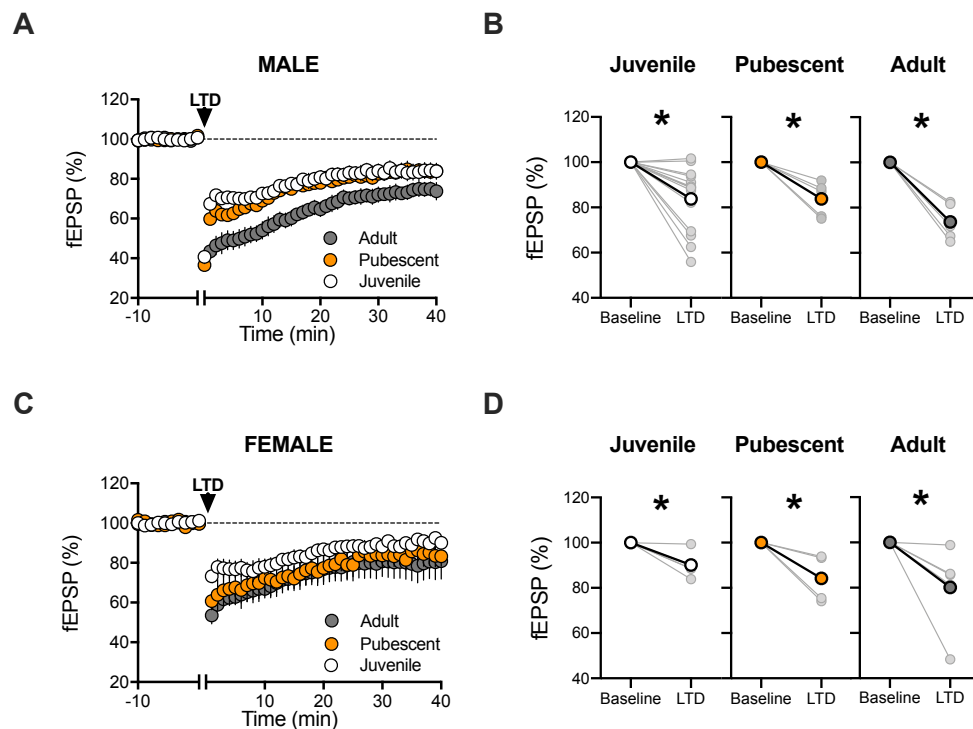 A
MALE
LTD
fEPSP (%)
120
100
80
60
40
20
-10
10
20
30
40
Time (min)
Adult
Pubescent
Juvenile
B
Juvenile
Pubescent
Adult
fEPSP (%)
120
100
80
60
40
*
*
*
Baseline LTD
Baseline LTD
Baseline LTD
C
FEMALE
LTD
fEPSP (%)
120
100
80
60
40
20
-10
10
20
30
40
Time (min)
Adult
Pubescent
Juvenile
D
Juvenile
Pubescent
Adult
fEPSP (%)
120
100
80
60
40
*
*
*
Baseline LTD
Baseline LTD
Baseline LTD